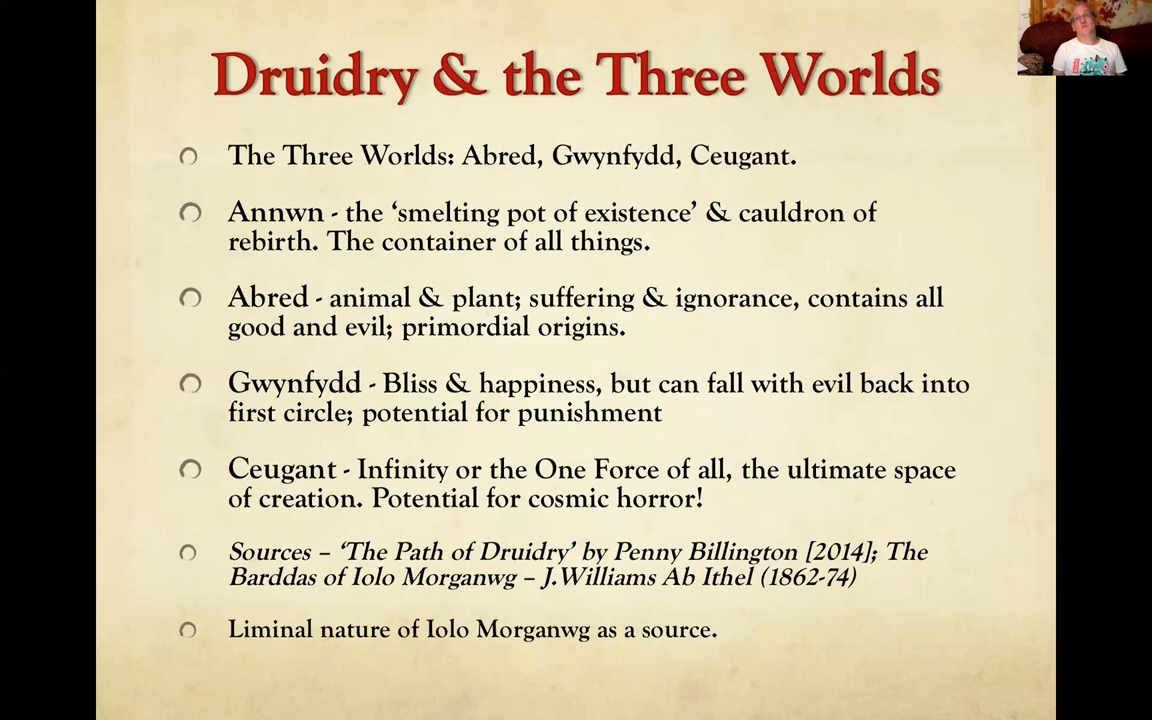 Druidry & the Three Worlds
The Three Worlds: Abred, Gwynfydd, Ceugant.
Annwn - the ‘smelting pot of existence’ & cauldron of
rebirth. The container of all things.
Abred - animal & plant; suffering & ignorance, contains all
good and evil; primordial origins.
Gwynfydd - Bliss & happiness, but can fall with evil back into
first circle; potential for punishment
Ceugant - Infinity or the One Force of all, the ultimate space
of creation. Potential for cosmic horror!
Sources – ‘The Path of Druidry’ by Penny Billington [2014]; The
Barddas of Iolo Morganwg – J.Williams Ab Ithel (1862-74)
Liminal nature of Iolo Morganwg as a source.